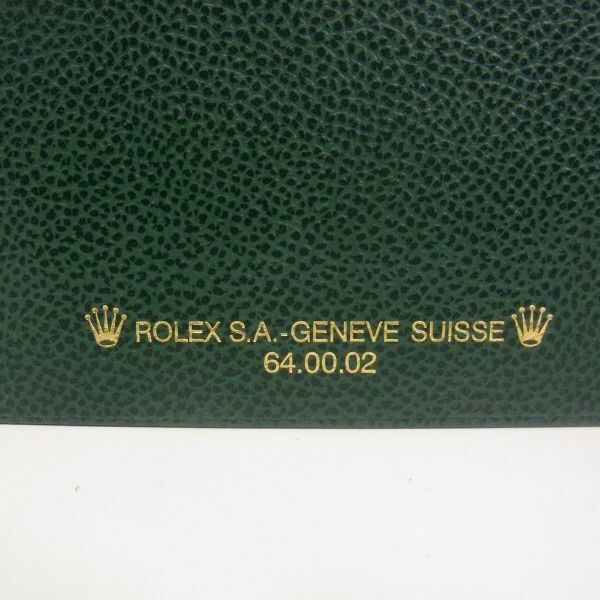 ROLEX S.A.-GENEVE SUISSE
64.00.02